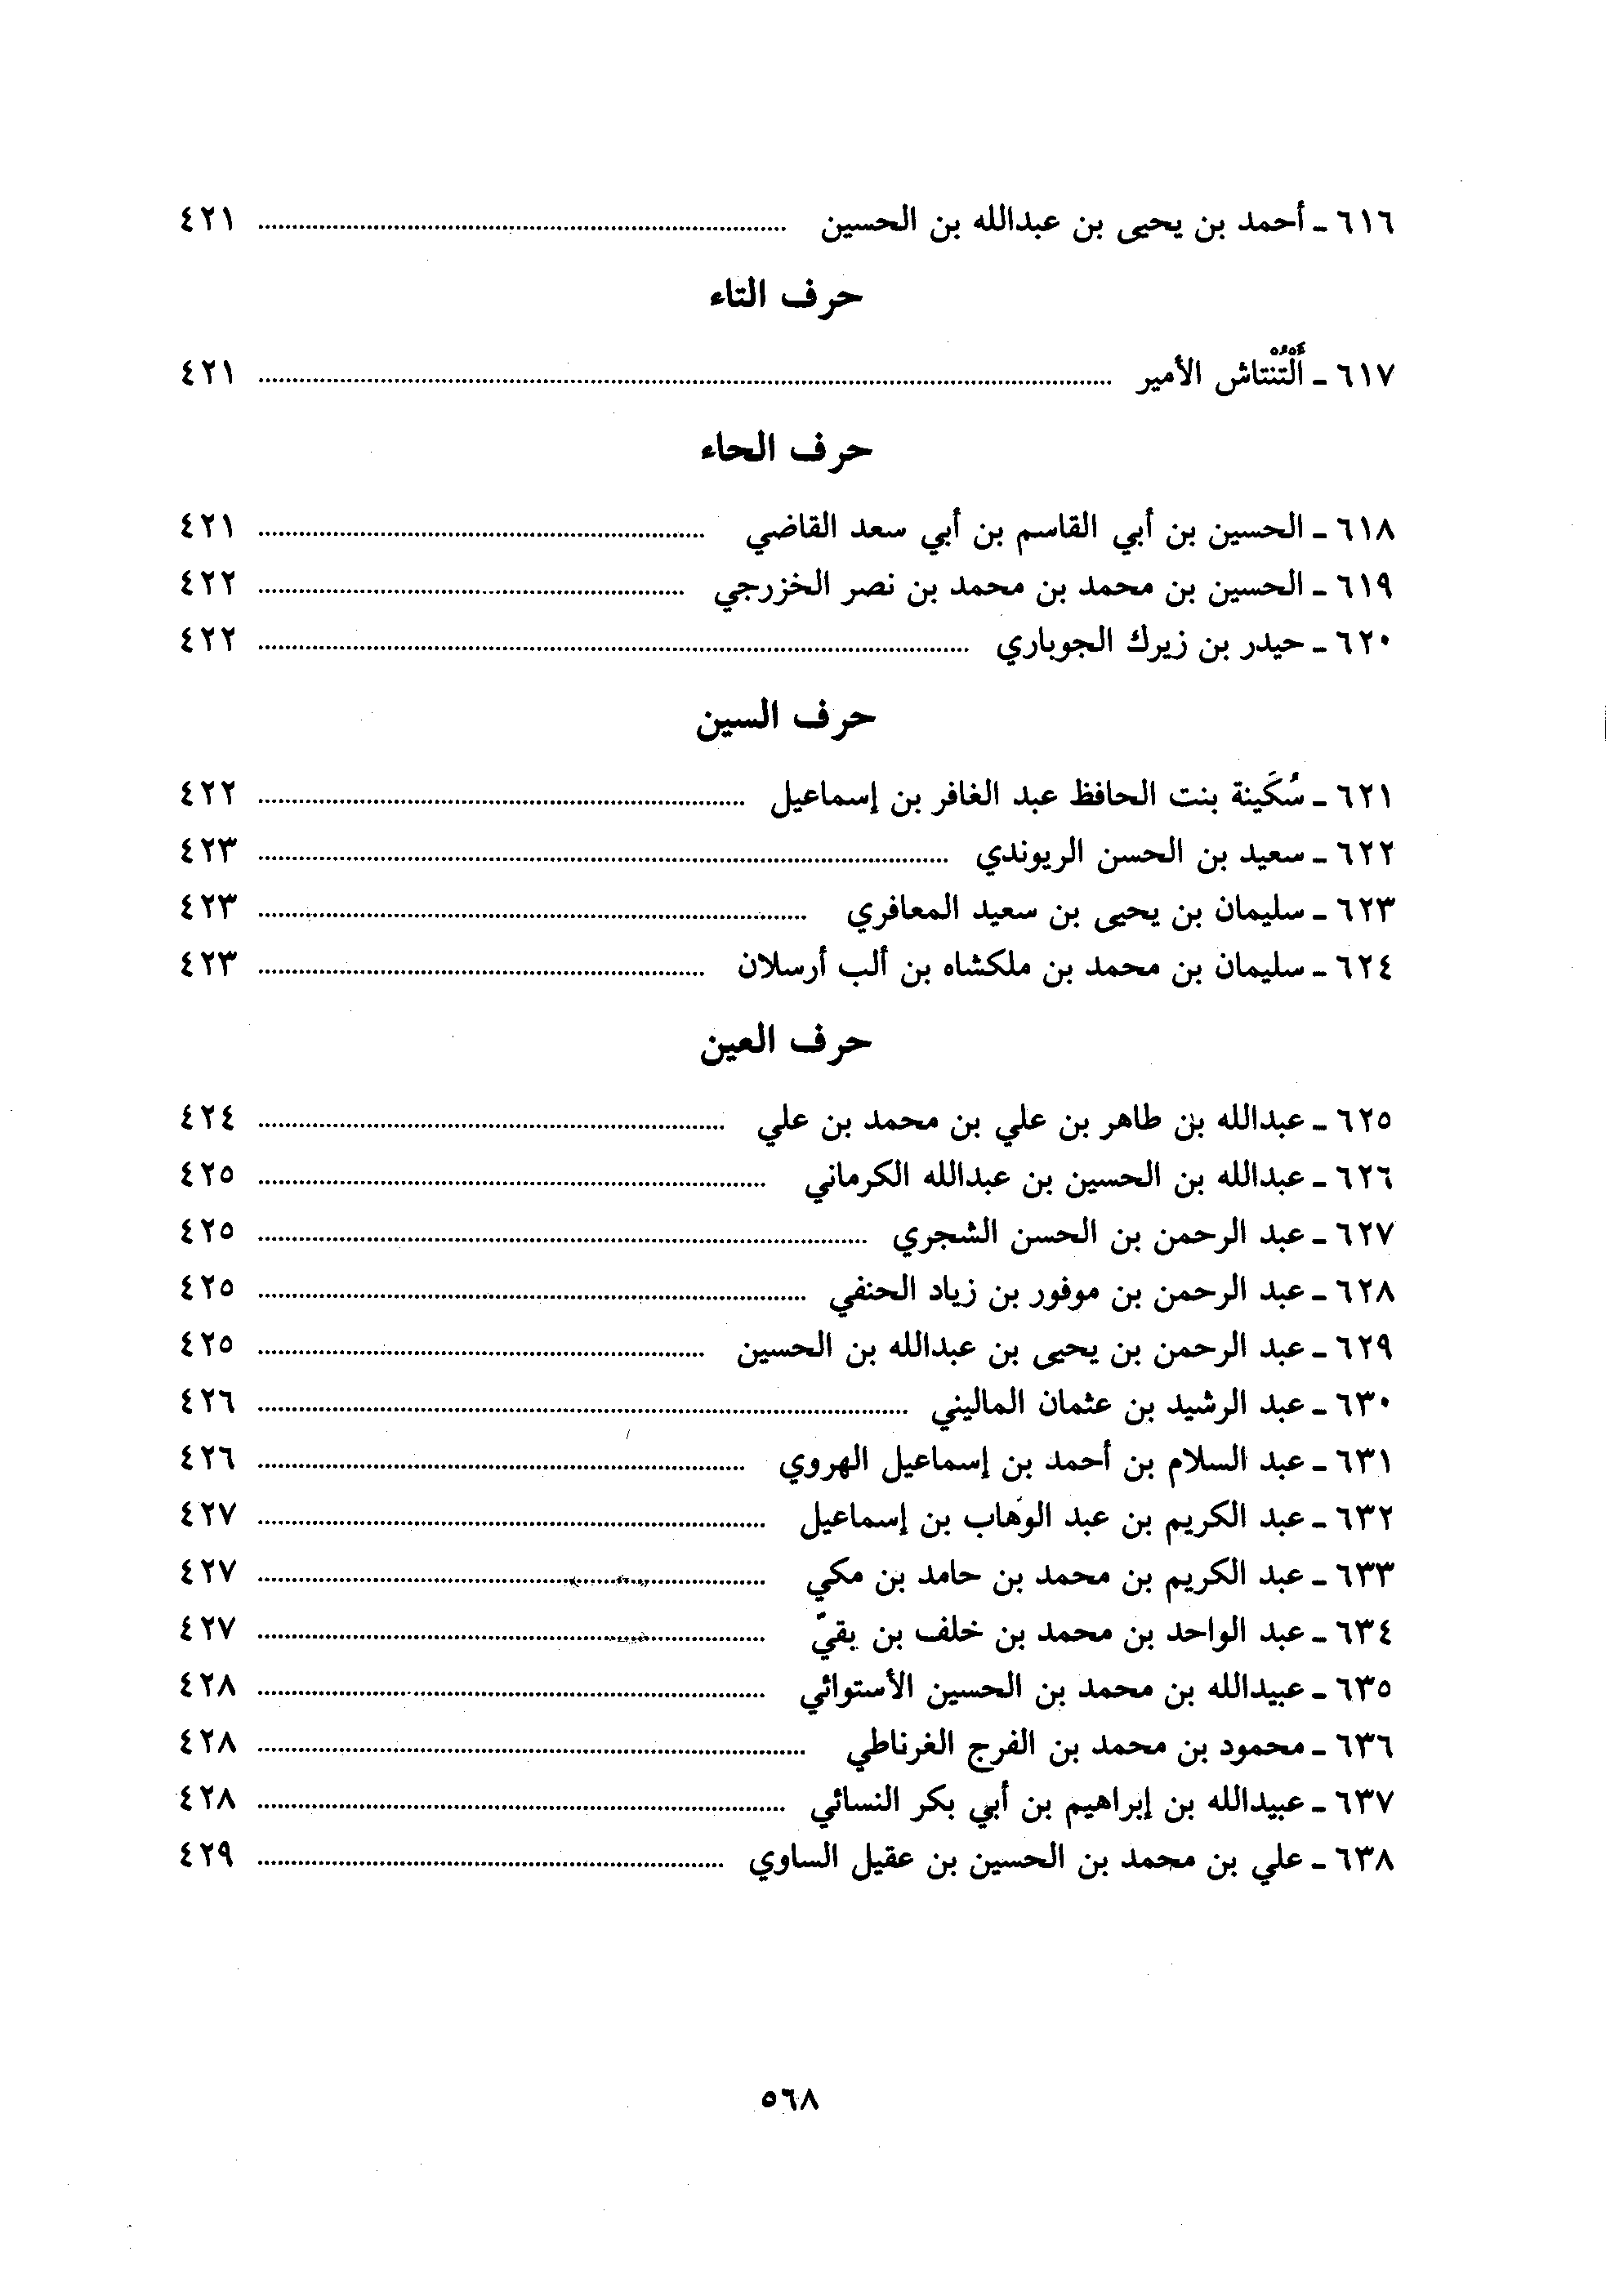 ٦١٦ - أحمد بن يحيى بن عبدالله بن الحسين ........ ٤٢١
حرف التاء
٦١٧ - أَلْتُنْتاش الأمير ........ ٤٢١
حرف الحاء
٦١٨ - الحسين بن أبي القاسم بن أبي سعد القاضي ........ ٤٢١
٦١٩ - الحسين بن محمد بن محمد بن نصر الخزرجي ........ ٤٢٢
٦٢٠ - حيدر بن زيرك الجوباري ........ ٤٢٢
حرف السين
٦٢١ - سُكَينة بنت الحافظ عبد الغافر بن إسماعيل ........ ٤٢٢
٦٢٢ - سعيد بن الحسن الريوندي ........ ٤٢٣
٦٢٣ - سليمان بن يحيى بن سعيد المعافري ........ ٤٢٣
٦٢٤ - سليمان بن محمد بن ملكشاه بن ألب أرسلان ........ ٤٢٣
حرف العين
٦٢٥ - عبدالله بن طاهر بن علي بن محمد بن علي ........ ٤٢٤
٦٢٦ - عبدالله بن الحسين بن عبدالله الكرماني ........ ٤٢٥
٦٢٧ - عبد الرحمن بن الحسن الشجري ........ ٤٢٥
٦٢٨ - عبد الرحمن بن موفور بن زياد الحنفي ........ ٤٢٥
٦٢٩ - عبد الرحمن بن يحيى بن عبدالله بن الحسين ........ ٤٢٥
٦٣٠ - عبد الرشيد بن عثمان الماليني ........ ٤٢٦
٦٣١ - عبد السلام بن أحمد بن إسماعيل الهروي ........ ٤٢٦
٦٣٢ - عبد الكريم بن عبد الوَهاب بن إسماعيل ........ ٤٢٧
٦٣٣ - عبد الكريم بن محمد بن حامد بن مكي ........ ٤٢٧
٦٣٤ - عبد الواحد بن محمد بن خلف بن بقيّ ........ ٤٢٧
٦٣٥ - عبيدالله بن محمد بن الحسين الأستوائي ........ ٤٢٨
٦٣٦ - محمود بن محمد بن الفرج الغرناطي ........ ٤٢٨
٦٣٧ - عبيدالله بن إبراهيم بن أبي بكر النسائي ........ ٤٢٨
٦٣٨ - علي بن محمد بن الحسين بن عقيل الساوي ........ ٤٢٩
٥٦٨